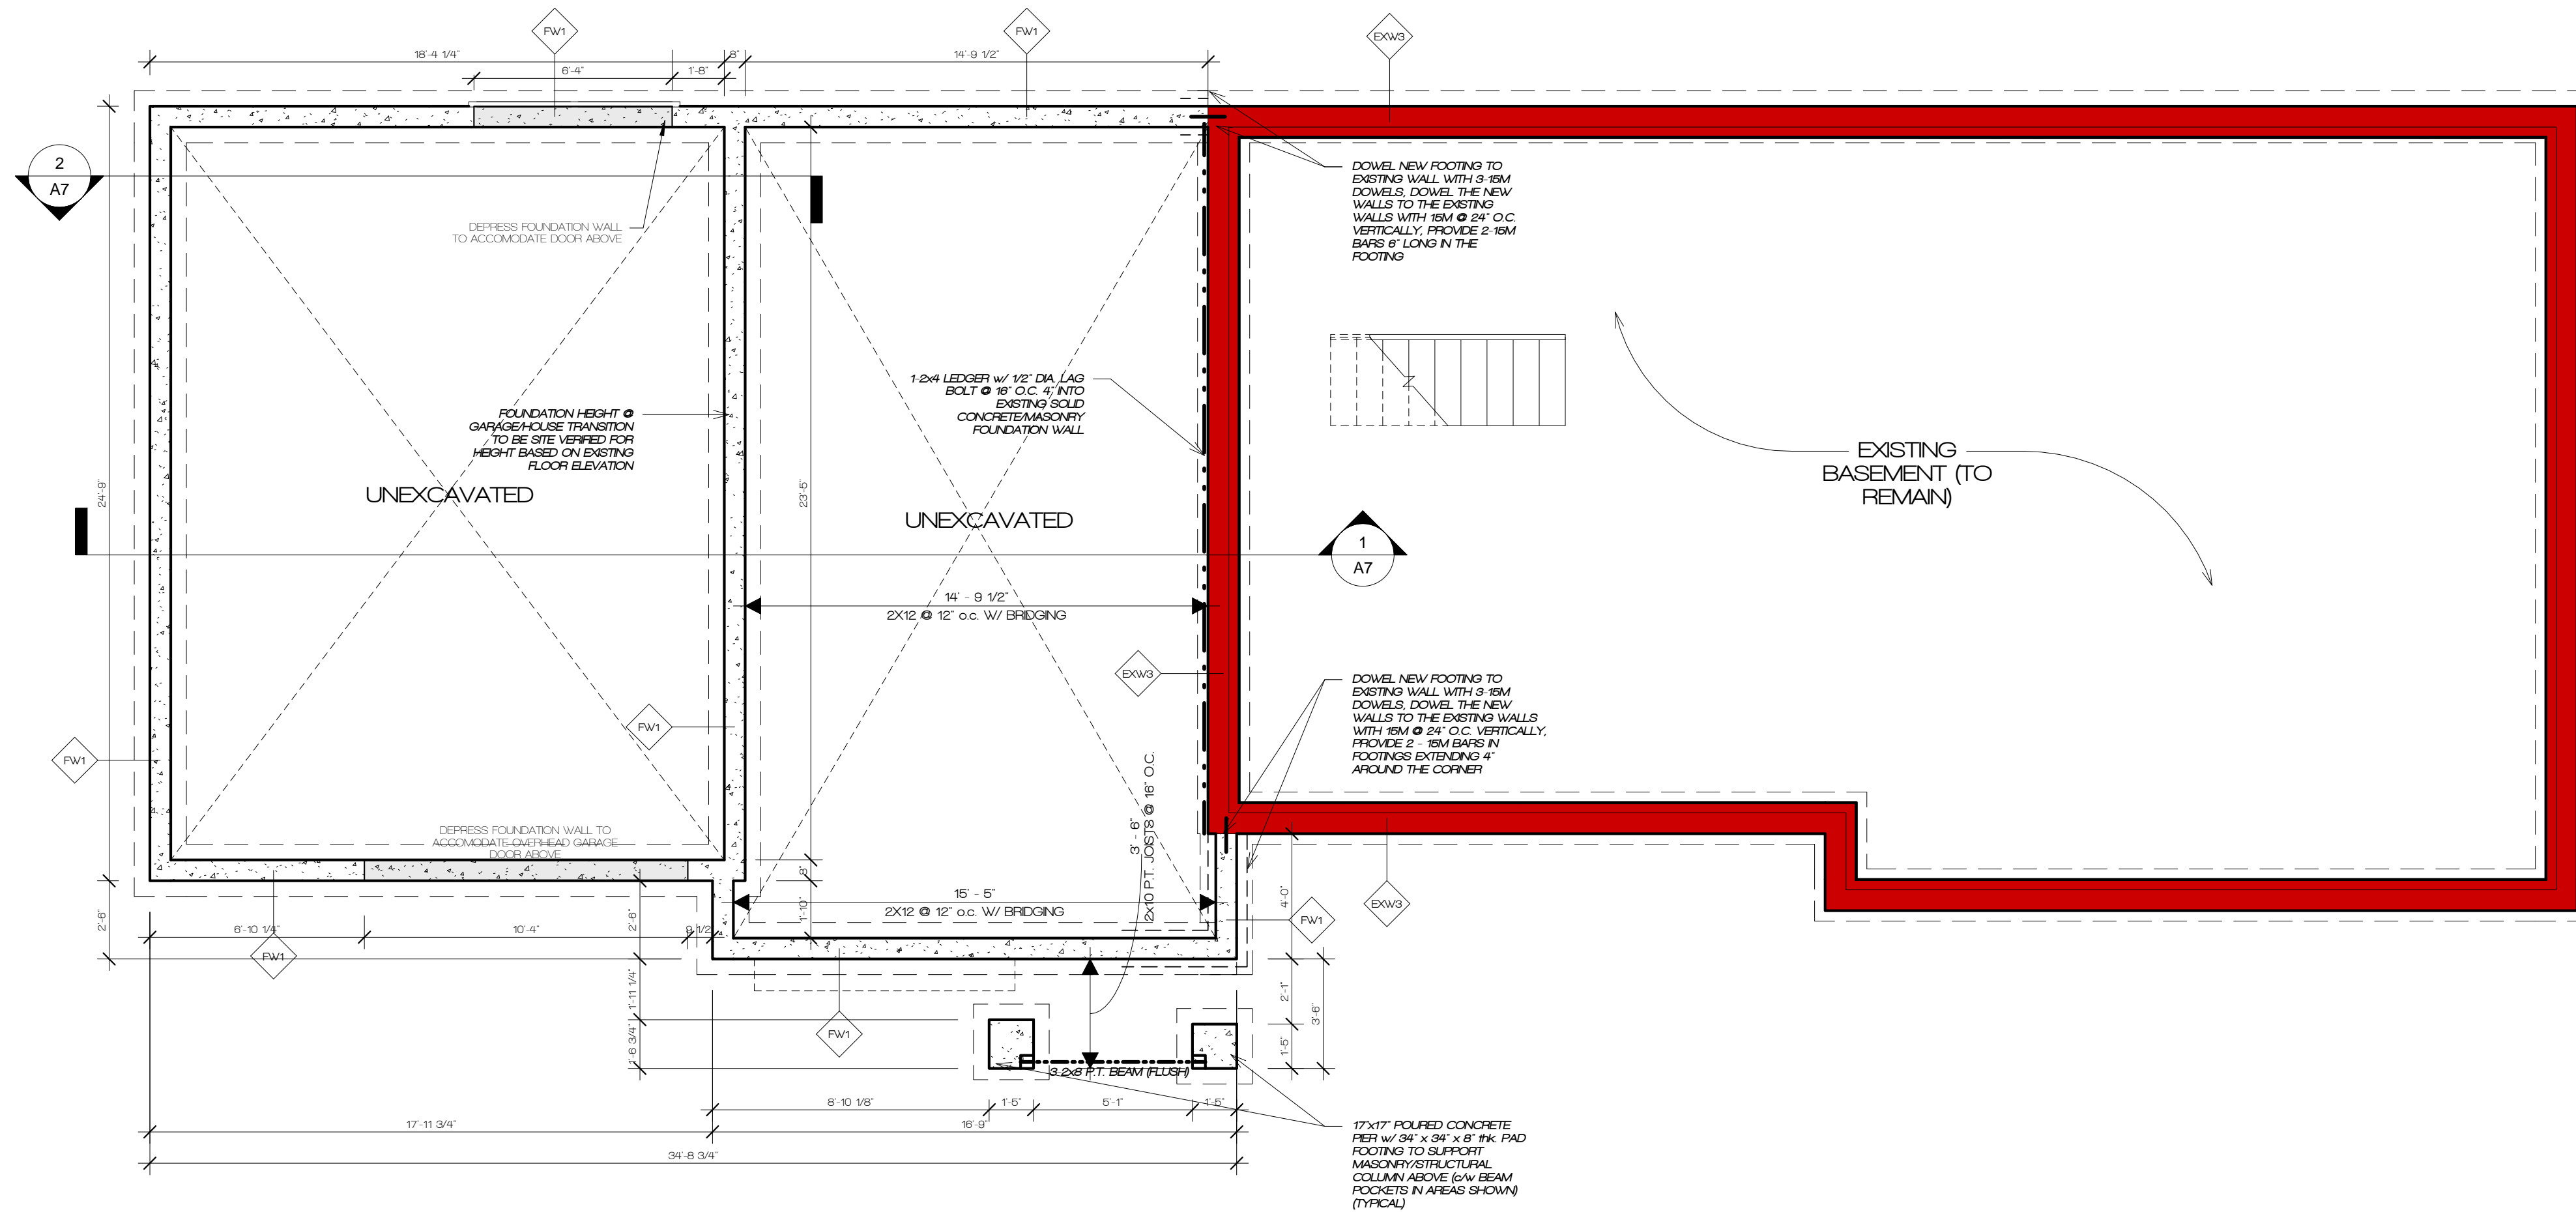 FW1
FW1
EXW3
18'-4 1/4"
8"
14'-9 1/2"
6'-4"
1'-8"
2
A7
DEPRESS FOUNDATION WALL
TO ACCOMODATE DOOR ABOVE
DOWEL NEW FOOTING TO
EXISTING WALL WITH 3-15M
DOWELS, DOWEL THE NEW
WALLS TO THE EXISTING
WALLS WITH 15M @ 24" O.C.
VERTICALLY, PROVIDE 2-15M
BARS 6" LONG IN THE
FOOTING
1-2x4 LEDGER w/ 1/2" DIA. LAG
BOLT @ 16" O.C. 4" INTO
EXISTING SOLID
CONCRETE/MASONRY
FOUNDATION WALL
FOUNDATION HEIGHT @
GARAGE/HOUSE TRANSITION
TO BE SITE VERIFIED FOR
HEIGHT BASED ON EXISTING
FLOOR ELEVATION
EXISTING
BASEMENT (TO
REMAIN)
24'-9"
23'-5"
UNEXCAVATED
UNEXCAVATED
1
A7
14' - 9 1/2"
2X12 @ 12" o.c. W/ BRIDGING
EXW3
FW1
FW1
DOWEL NEW FOOTING TO
EXISTING WALL WITH 3-15M
DOWELS, DOWEL THE NEW
WALLS TO THE EXISTING WALLS
WITH 15M @ 24" O.C. VERTICALLY,
PROVIDE 2 - 15M BARS IN
FOOTINGS EXTENDING 4"
AROUND THE CORNER
3' - 6"
2x10 P.T. JOISTS @ 16" O.C.
DEPRESS FOUNDATION WALL TO
ACCOMODATE OVERHEAD GARAGE
DOOR ABOVE
8"
1'-10"
15' - 5"
2X12 @ 12" o.c. W/ BRIDGING
4'-0"
FW1
EXW3
2'-6"
2'-6"
6'-10 1/4"
10'-4"
9 1/2"
FW1
1'-11 1/4"
1'-6 3/4"
FW1
2'-1"
3'-6"
1'-5"
3-2x8 P.T. BEAM (FLUSH)
8'-10 1/8"
1'-5"
5'-1"
1'-5"
17'-11 3/4"
16'-9"
34'-8 3/4"
17"x17" POURED CONCRETE
PIER w/ 34" x 34" x 8" thk. PAD
FOOTING TO SUPPORT
MASONRY/STRUCTURAL
COLUMN ABOVE (c/w BEAM
POCKETS IN AREAS SHOWN)
(TYPICAL)